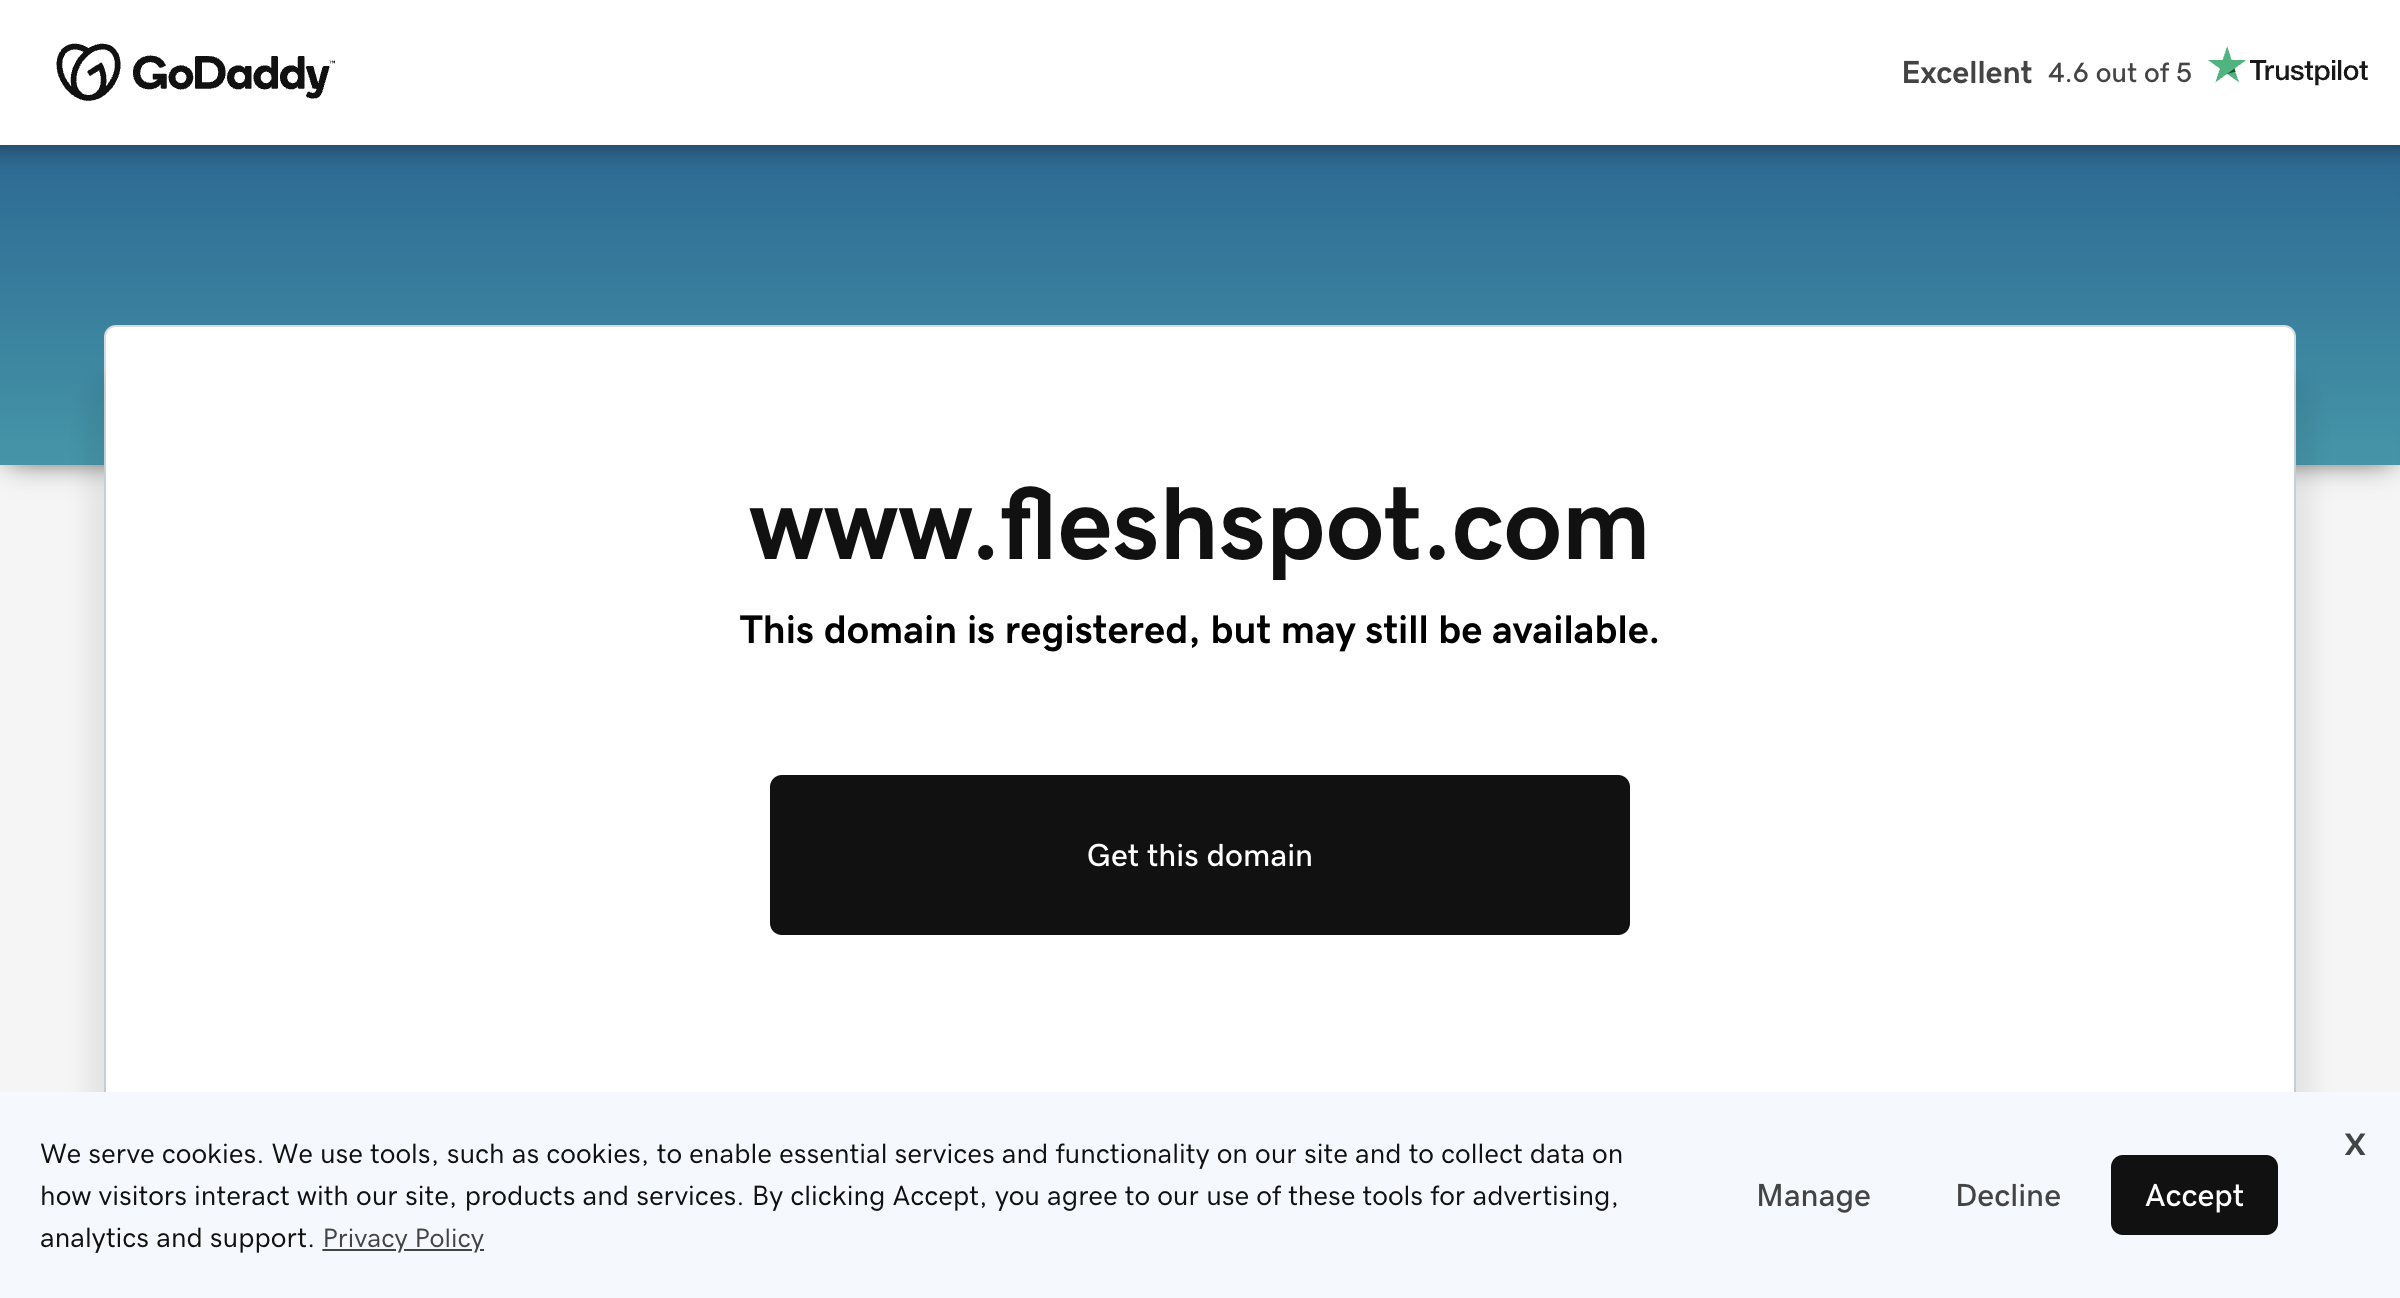 GoDaddy™
Excellent 4.6 out of 5 Trustpilot
www.fleshspot.com
This domain is registered, but may still be available.
Get this domain
We serve cookies. We use tools, such as cookies, to enable essential services and functionality on our site and to collect data on
how visitors interact with our site, products and services. By clicking Accept, you agree to our use of these tools for advertising,
analytics and support. Privacy Policy
Manage
Decline
Accept
X